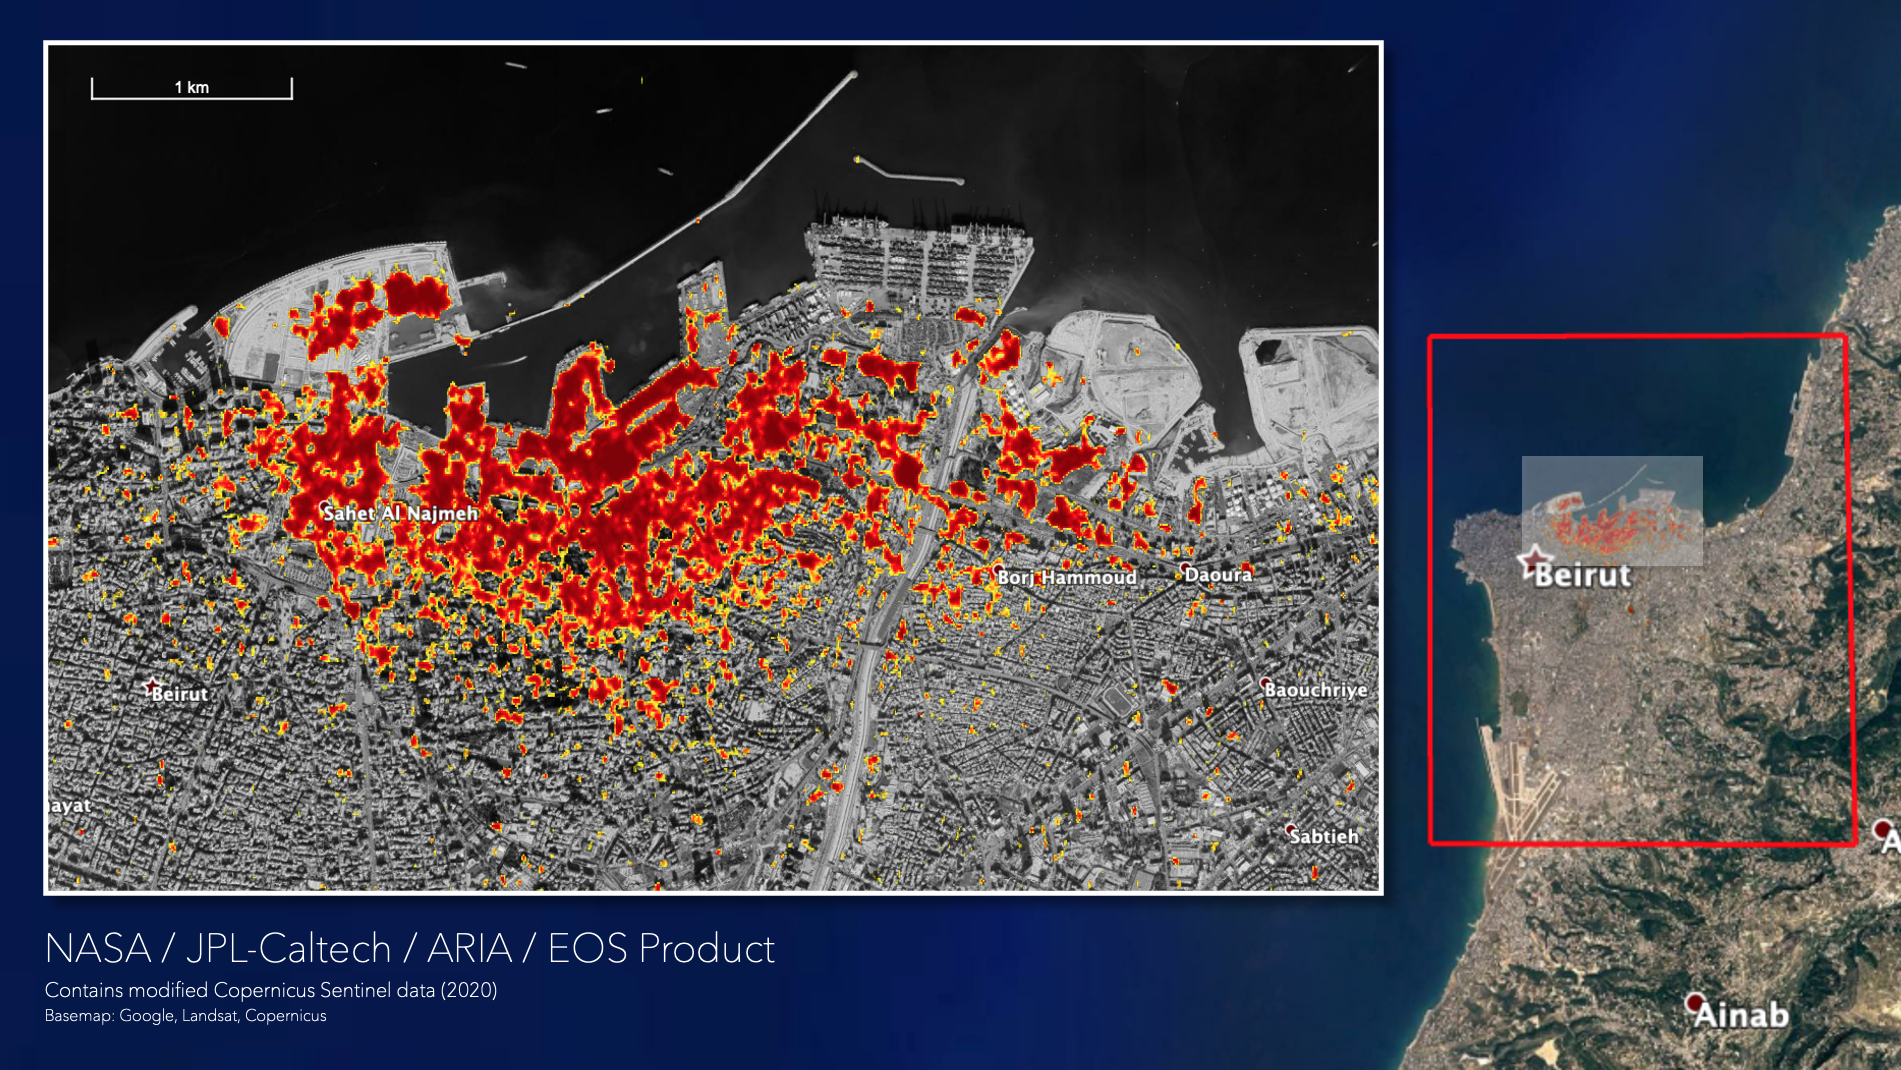 1 km
Sahet Al Najmeh
Borj Hammoud
Daoura
Beirut
Baouchriye
ayat
Sabtieh
Beirut
A
Ainab
NASA / JPL-Caltech / ARIA / EOS Product
Contains modified Copernicus Sentinel data (2020)
Basemap: Google, Landsat, Copernicus